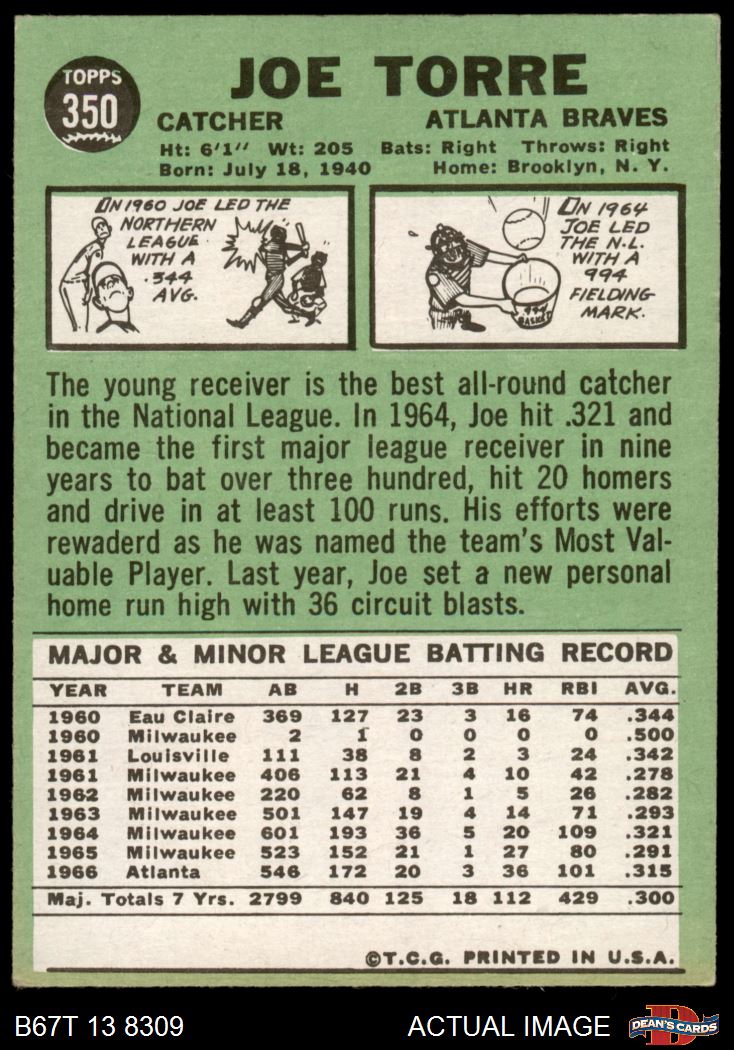 TOPPS
350
JOE TORRE
CATCHER ATLANTA BRAVES
Ht: 6'1" Wt: 205 Bats: Right Throws: Right
Born: July 18, 1940 Home: Brooklyn, N. Y.
IN 1960 JOE LED THE
NORTHERN
LEAGUE
WITH A
.344
AVG.
IN 1964
JOE LED
THE N.L.
WITH A
994
FIELDING
MARK.
994
BASKET
The young receiver is the best all-round catcher
in the National League. In 1964, Joe hit .321 and
became the first major league receiver in nine
years to bat over three hundred, hit 20 homers
and drive in at least 100 runs. His efforts were
rewaderd as he was named the team's Most Val-
uable Player. Last year, Joe set a new personal
home run high with 36 circuit blasts.
MAJOR & MINOR LEAGUE BATTING RECORD
YEAR TEAM AB H 2B 3B HR RBI AVG.
1960 Eau Claire 369 127 23 3 16 74 .344
1960 Milwaukee 2 1 0 0 0 0 .500
1961 Louisville 111 38 8 2 3 24 .342
1961 Milwaukee 406 113 21 4 10 42 .278
1962 Milwaukee 220 62 8 1 5 26 .282
1963 Milwaukee 501 147 19 4 14 71 .293
1964 Milwaukee 601 193 36 5 20 109 .321
1965 Milwaukee 523 152 21 1 27 80 .291
1966 Atlanta 546 172 20 3 36 101 .315
Maj. Totals 7 Yrs. 2799 840 125 18 112 429 .300
©T.C.G. PRINTED IN U.S.A.
B67T 13 8309 ACTUAL IMAGE
D
DEAN'S CARDS